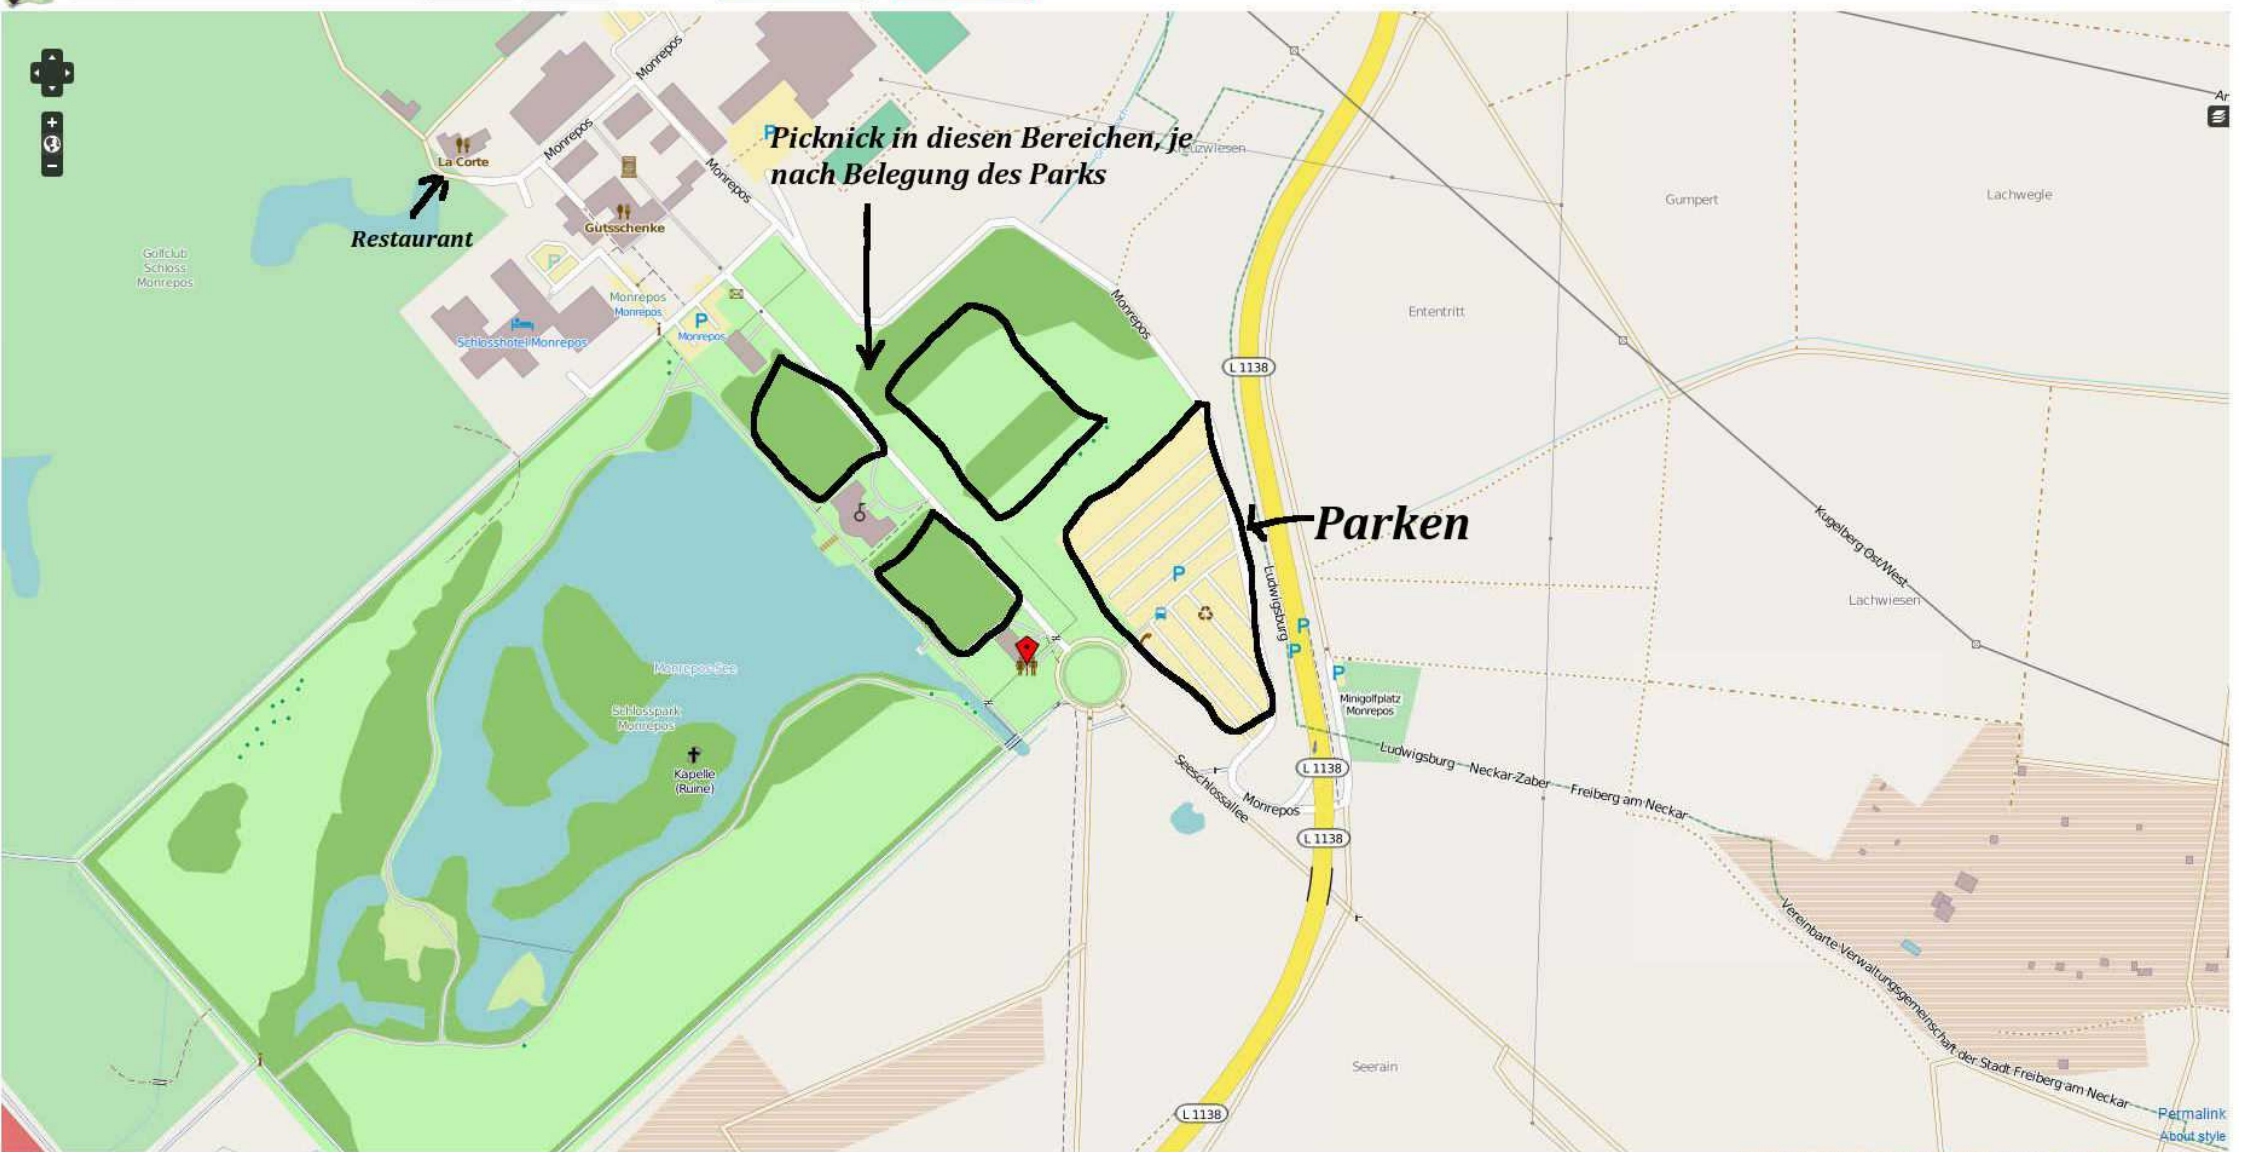 Monrepos
Ar
Picknick in diesen Bereichen, je
nach Belegung des Parks
P
Monrepos
La Corte
Monrepos
Restaurant
Gutsschenke
Gumpert
Lachwegle
Golfclub
Schloss
Monrepos
P
Monrepos
Monrepos
P
Monrepos
Schlosshotel Monrepos
Monrepos
Ententritt
L 1138
Parken
Kugelberg Ost/West
P
Ludwigsburg
Lachwiesen
P
P
P
Monrepos-See
Schlosspark
Monrepos
Minigolfplatz
Monrepos
Kapelle
(Ruine)
Seeschlossallee
Monrepos
L 1138
Ludwigsburg
Neckar-Zaber
Freiberg am Neckar
L 1138
Vereinbarte Verwaltungsgemeinschaft der Stadt Freiberg am Neckar
Seerain
L 1138
Permalink
About style